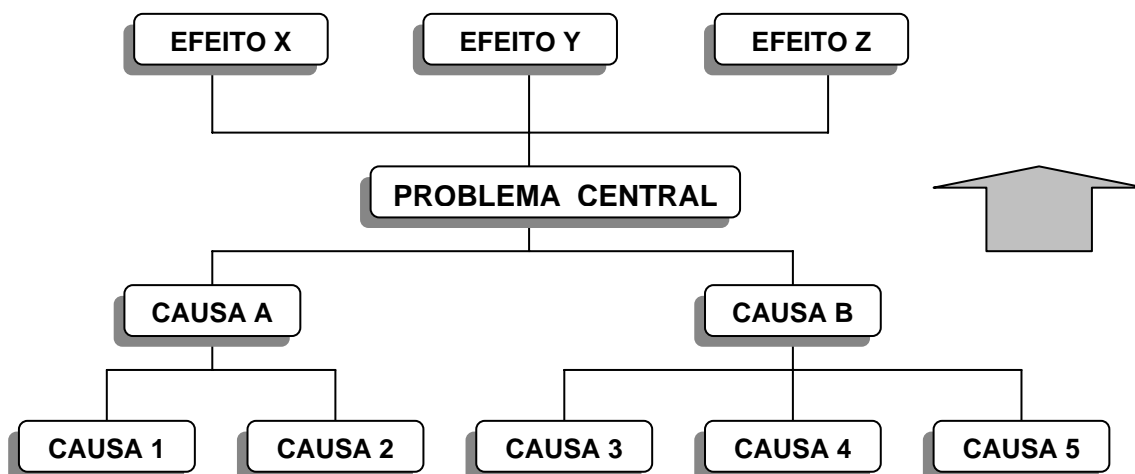 EFEITO X
EFEITO Y
EFEITO Z
PROBLEMA CENTRAL
CAUSA A
CAUSA B
CAUSA 1
CAUSA 2
CAUSA 3
CAUSA 4
CAUSA 5